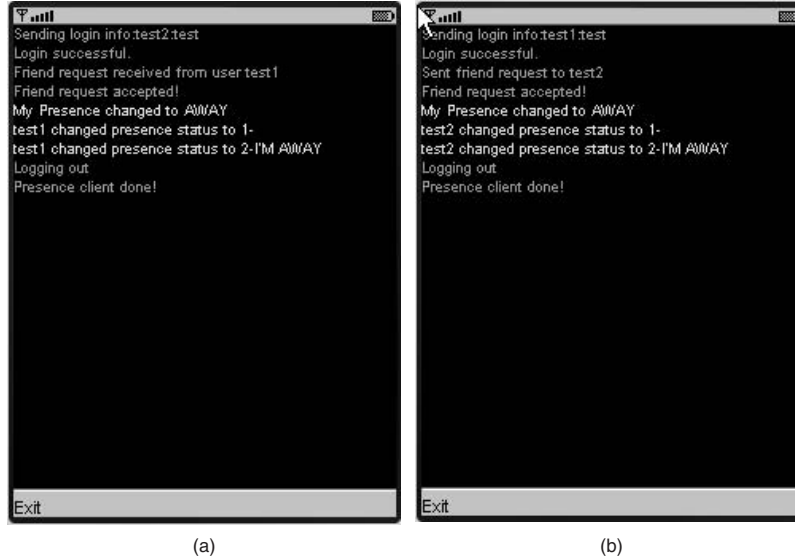 Sending login info:test2:test
Login successful.
Friend request received from user test1
Friend request accepted!
My Presence changed to AWAY
test1 changed presence status to 1-
test1 changed presence status to 2-I'M AWAY
Logging out
Presence client done!
Exit
(a)
Sending login info:test1:test
Login successful.
Sent friend request to test2
Friend request accepted!
My Presence changed to AWAY
test2 changed presence status to 1-
test2 changed presence status to 2-I'M AWAY
Logging out
Presence client done!
Exit
(b)